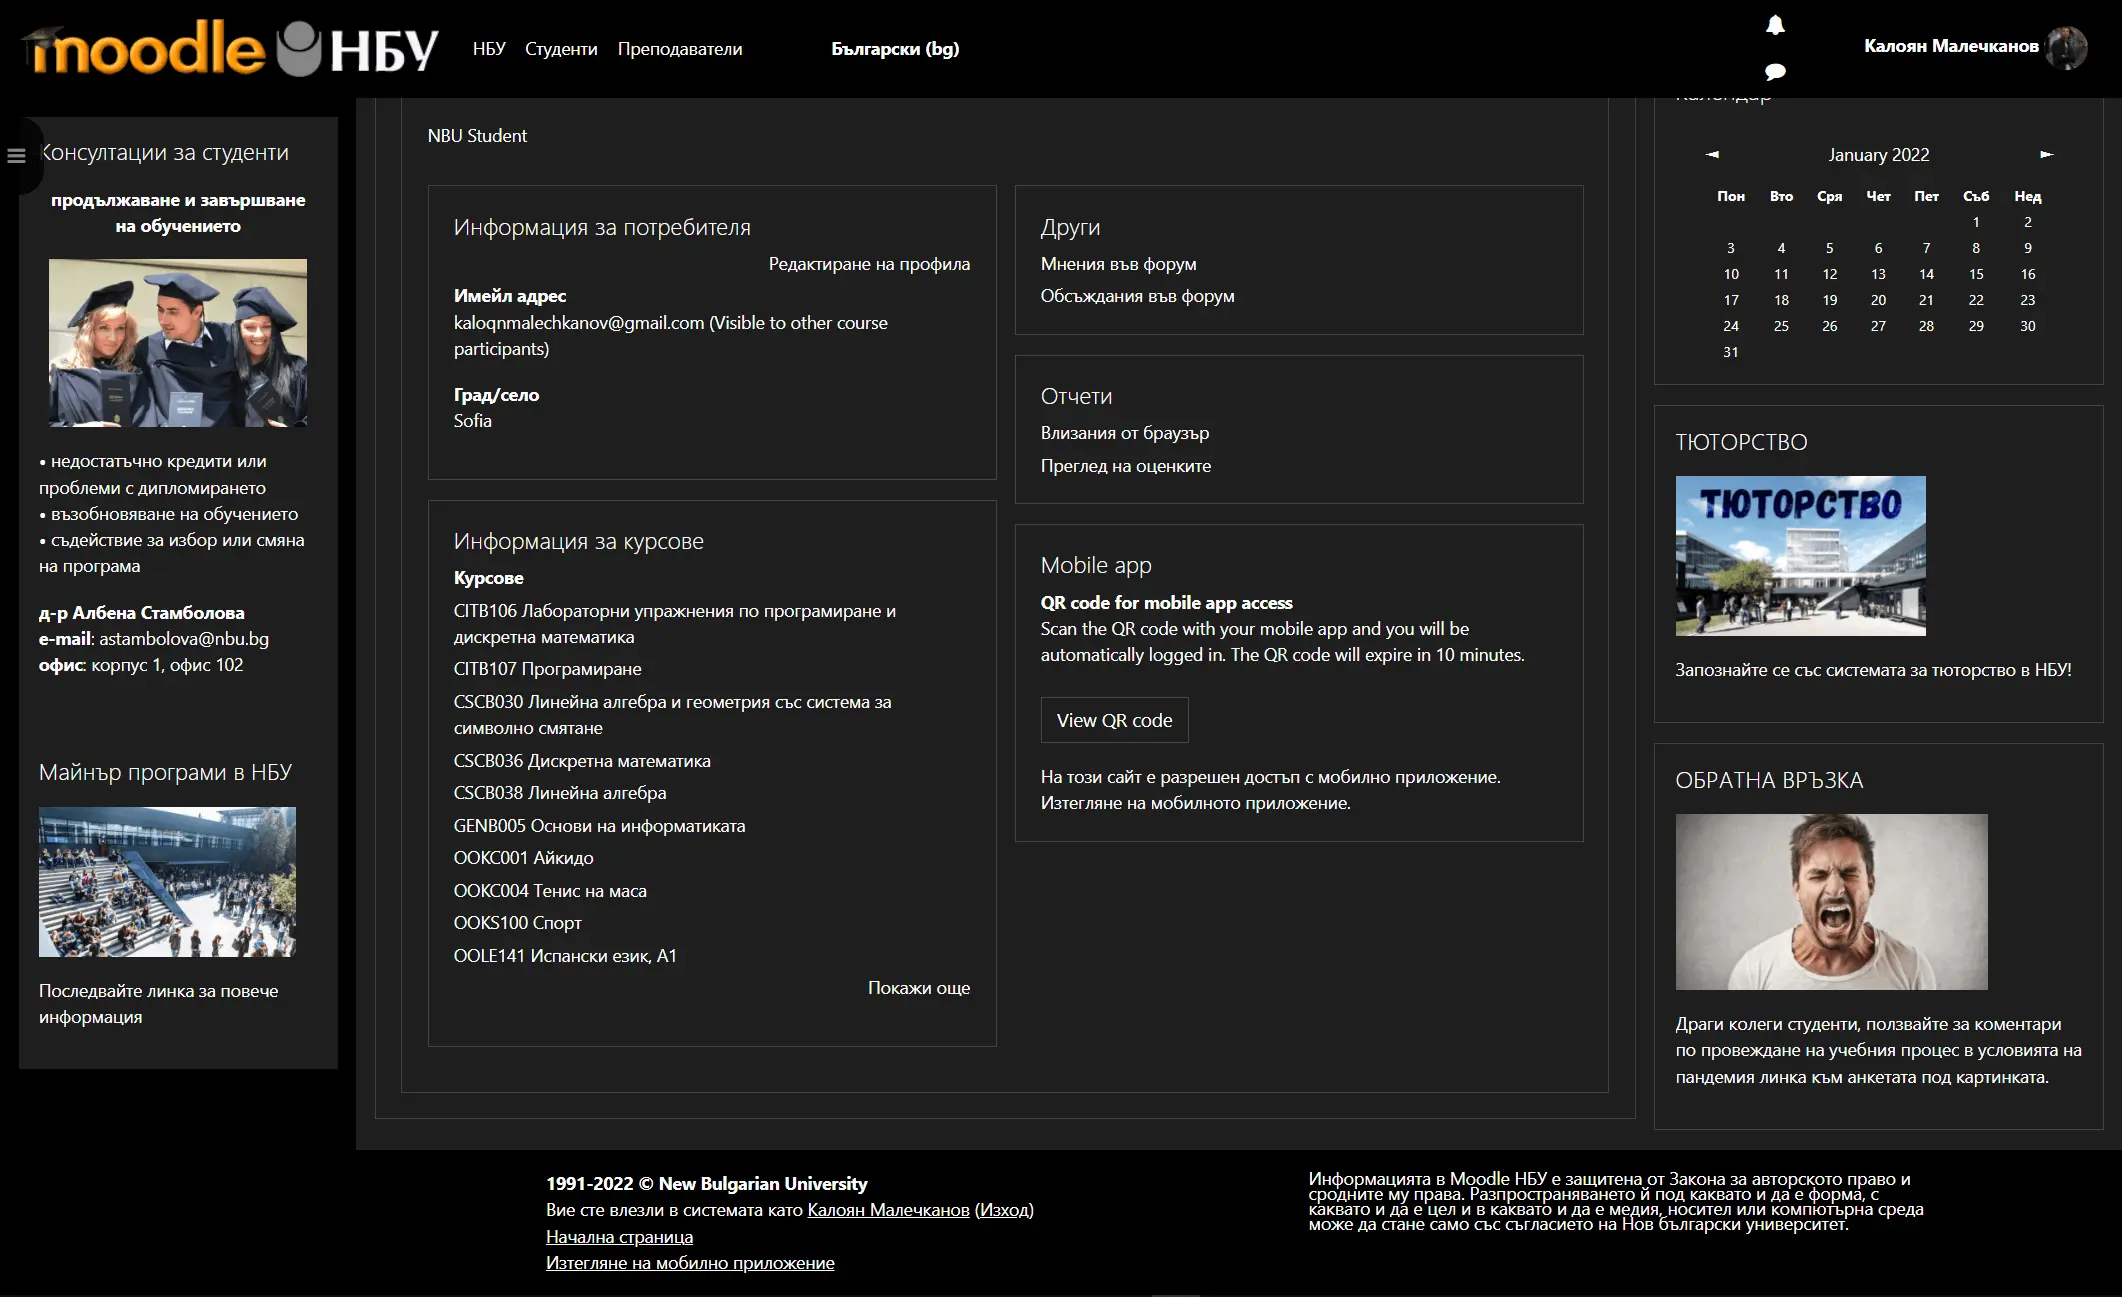 moodle НБУ
НБУ Студенти Преподаватели
Български (bg)
Калоян Малечканов
Консултации за студенти
продължаване и завършване
на обучението
• недостатъчно кредити или
проблеми с дипломирането
• възобновяване на обучението
• съдействие за избор или смяна
на програма
д-р Албена Стамболова
e-mail: astambolova@nbu.bg
офис: корпус 1, офис 102
Майнър програми в НБУ
Последвайте линка за повече
информация
NBU Student
Информация за потребителя
Редактиране на профила
Имейл адрес
kaloqnmalechkanov@gmail.com (Visible to other course
participants)
Град/село
Sofia
Информация за курсове
Курсове
CITB106 Лабораторни упражнения по програмиране и
дискретна математика
CITB107 Програмиране
CSCB030 Линейна алгебра и геометрия със система за
символно смятане
CSCB036 Дискретна математика
CSCB038 Линейна алгебра
GENB005 Основи на информатиката
OOKC001 Айкидо
OOKC004 Тенис на маса
OOKS100 Спорт
OOLE141 Испански език, А1
Покажи още
Други
Мнения във форум
Обсъждания във форум
Отчети
Влизания от браузър
Преглед на оценките
Mobile app
QR code for mobile app access
Scan the QR code with your mobile app and you will be
automatically logged in. The QR code will expire in 10 minutes.
View QR code
На този сайт е разрешен достъп с мобилно приложение.
Изтегляне на мобилното приложение.
Календар
◄ January 2022 ►
Пон Вто Сря Чет Пет Съб Нед
1 2
3 4 5 6 7 8 9
10 11 12 13 14 15 16
17 18 19 20 21 22 23
24 25 26 27 28 29 30
31
ТЮТОРСТВО
ТЮТОРСТВО
Запознайте се със системата за тюторство в НБУ!
ОБРАТНА ВРЪЗКА
Драги колеги студенти, ползвайте за коментари
по провеждане на учебния процес в условията на
пандемия линка към анкетата под картинката.
1991-2022 © New Bulgarian University
Вие сте влезли в системата като Калоян Малечканов (Изход)
Начална страница
Изтегляне на мобилно приложение
Информацията в Moodle НБУ е защитена от Закона за авторското право и
сродните му права. Разпространяването ѝ под каквато и да е форма, с
каквато и да е цел и в каквато и да е медия, носител или компютърна среда
може да стане само със съгласието на Нов български университет.